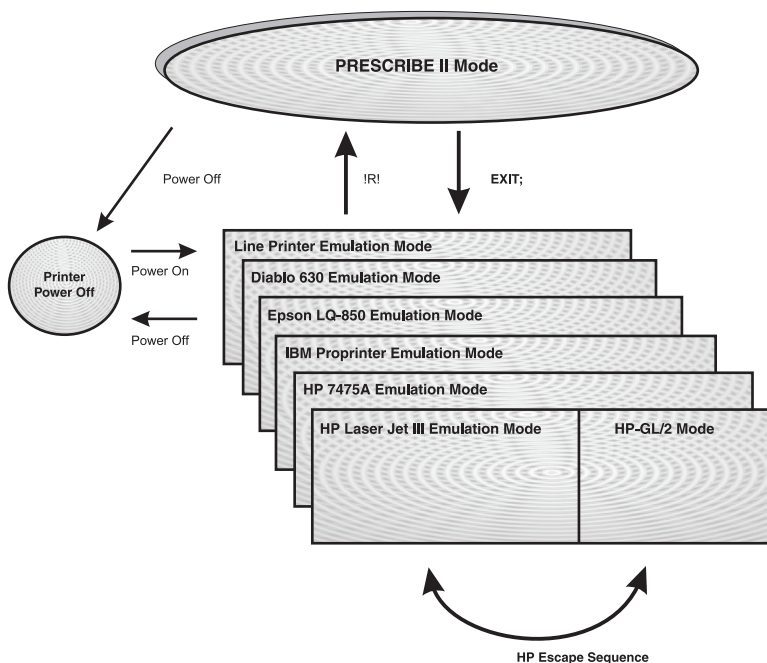 PRESCRIBE II Mode
Power Off
!R!
EXIT;
Printer
Power Off
Power On
Power Off
Line Printer Emulation Mode
Diablo 630 Emulation Mode
Epson LQ-850 Emulation Mode
IBM Proprinter Emulation Mode
HP 7475A Emulation Mode
HP Laser Jet III Emulation Mode
HP-GL/2 Mode
HP Escape Sequence